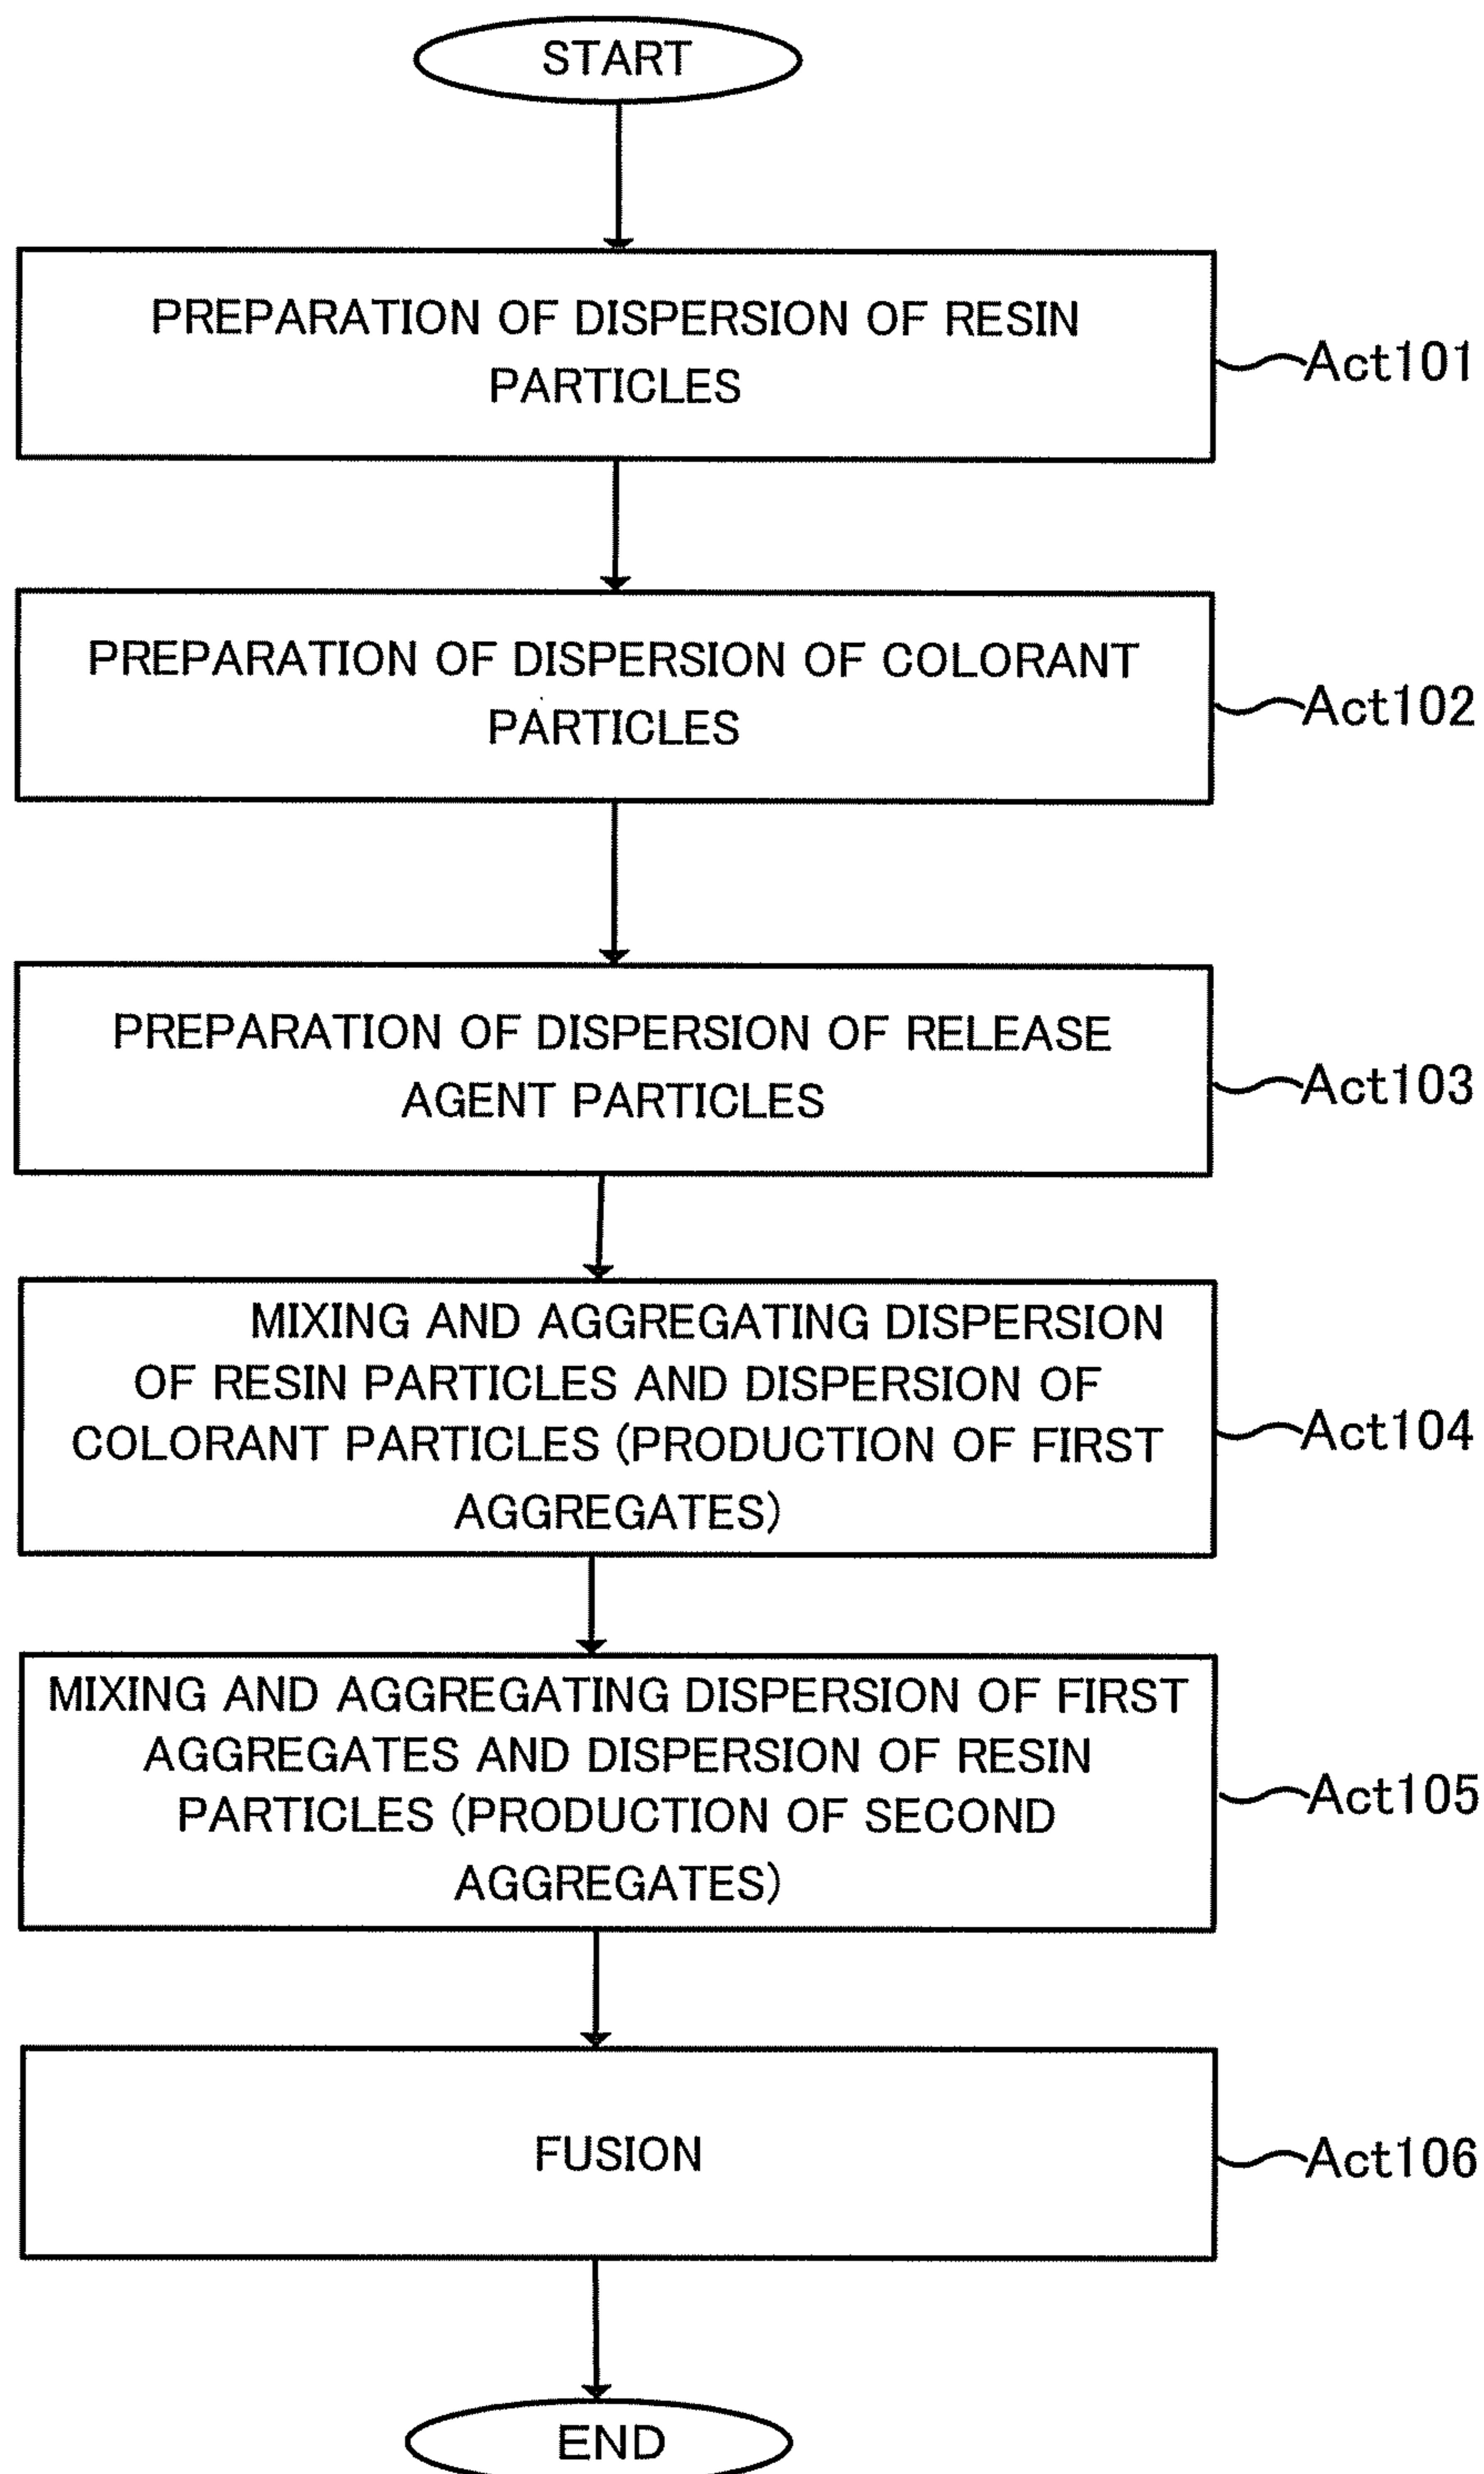 START
PREPARATION OF DISPERSION OF RESIN
PARTICLES
Act101
PREPARATION OF DISPERSION OF COLORANT
PARTICLES
Act102
PREPARATION OF DISPERSION OF RELEASE
AGENT PARTICLES
Act103
MIXING AND AGGREGATING DISPERSION
OF RESIN PARTICLES AND DISPERSION OF
COLORANT PARTICLES (PRODUCTION OF FIRST
AGGREGATES)
Act104
MIXING AND AGGREGATING DISPERSION OF FIRST
AGGREGATES AND DISPERSION OF RESIN
PARTICLES (PRODUCTION OF SECOND
AGGREGATES)
Act105
FUSION
Act106
END